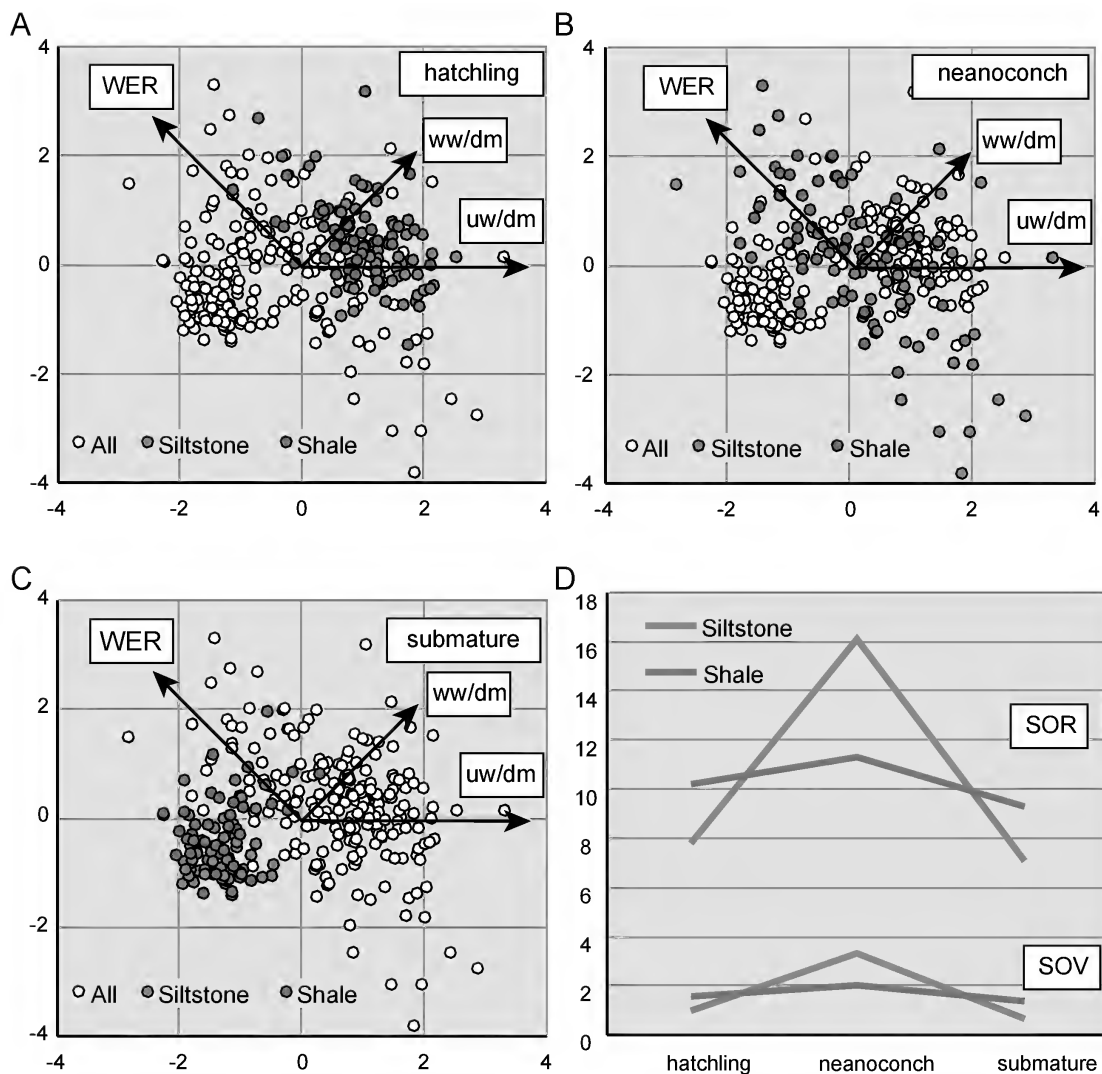 A
4
2
0
-2
-4
-4
-2
0
2
4
WER
hatchling
ww/dm
uw/dm
All Siltstone Shale
B
4
2
0
-2
-4
-4
-2
0
2
4
WER
neanoconch
ww/dm
uw/dm
All Siltstone Shale
C
4
2
0
-2
-4
-4
-2
0
2
4
WER
submature
ww/dm
uw/dm
All Siltstone Shale
D
18
16
14
12
10
8
6
4
2
0
Siltstone
Shale
SOR
SOV
hatchling neanoconch submature